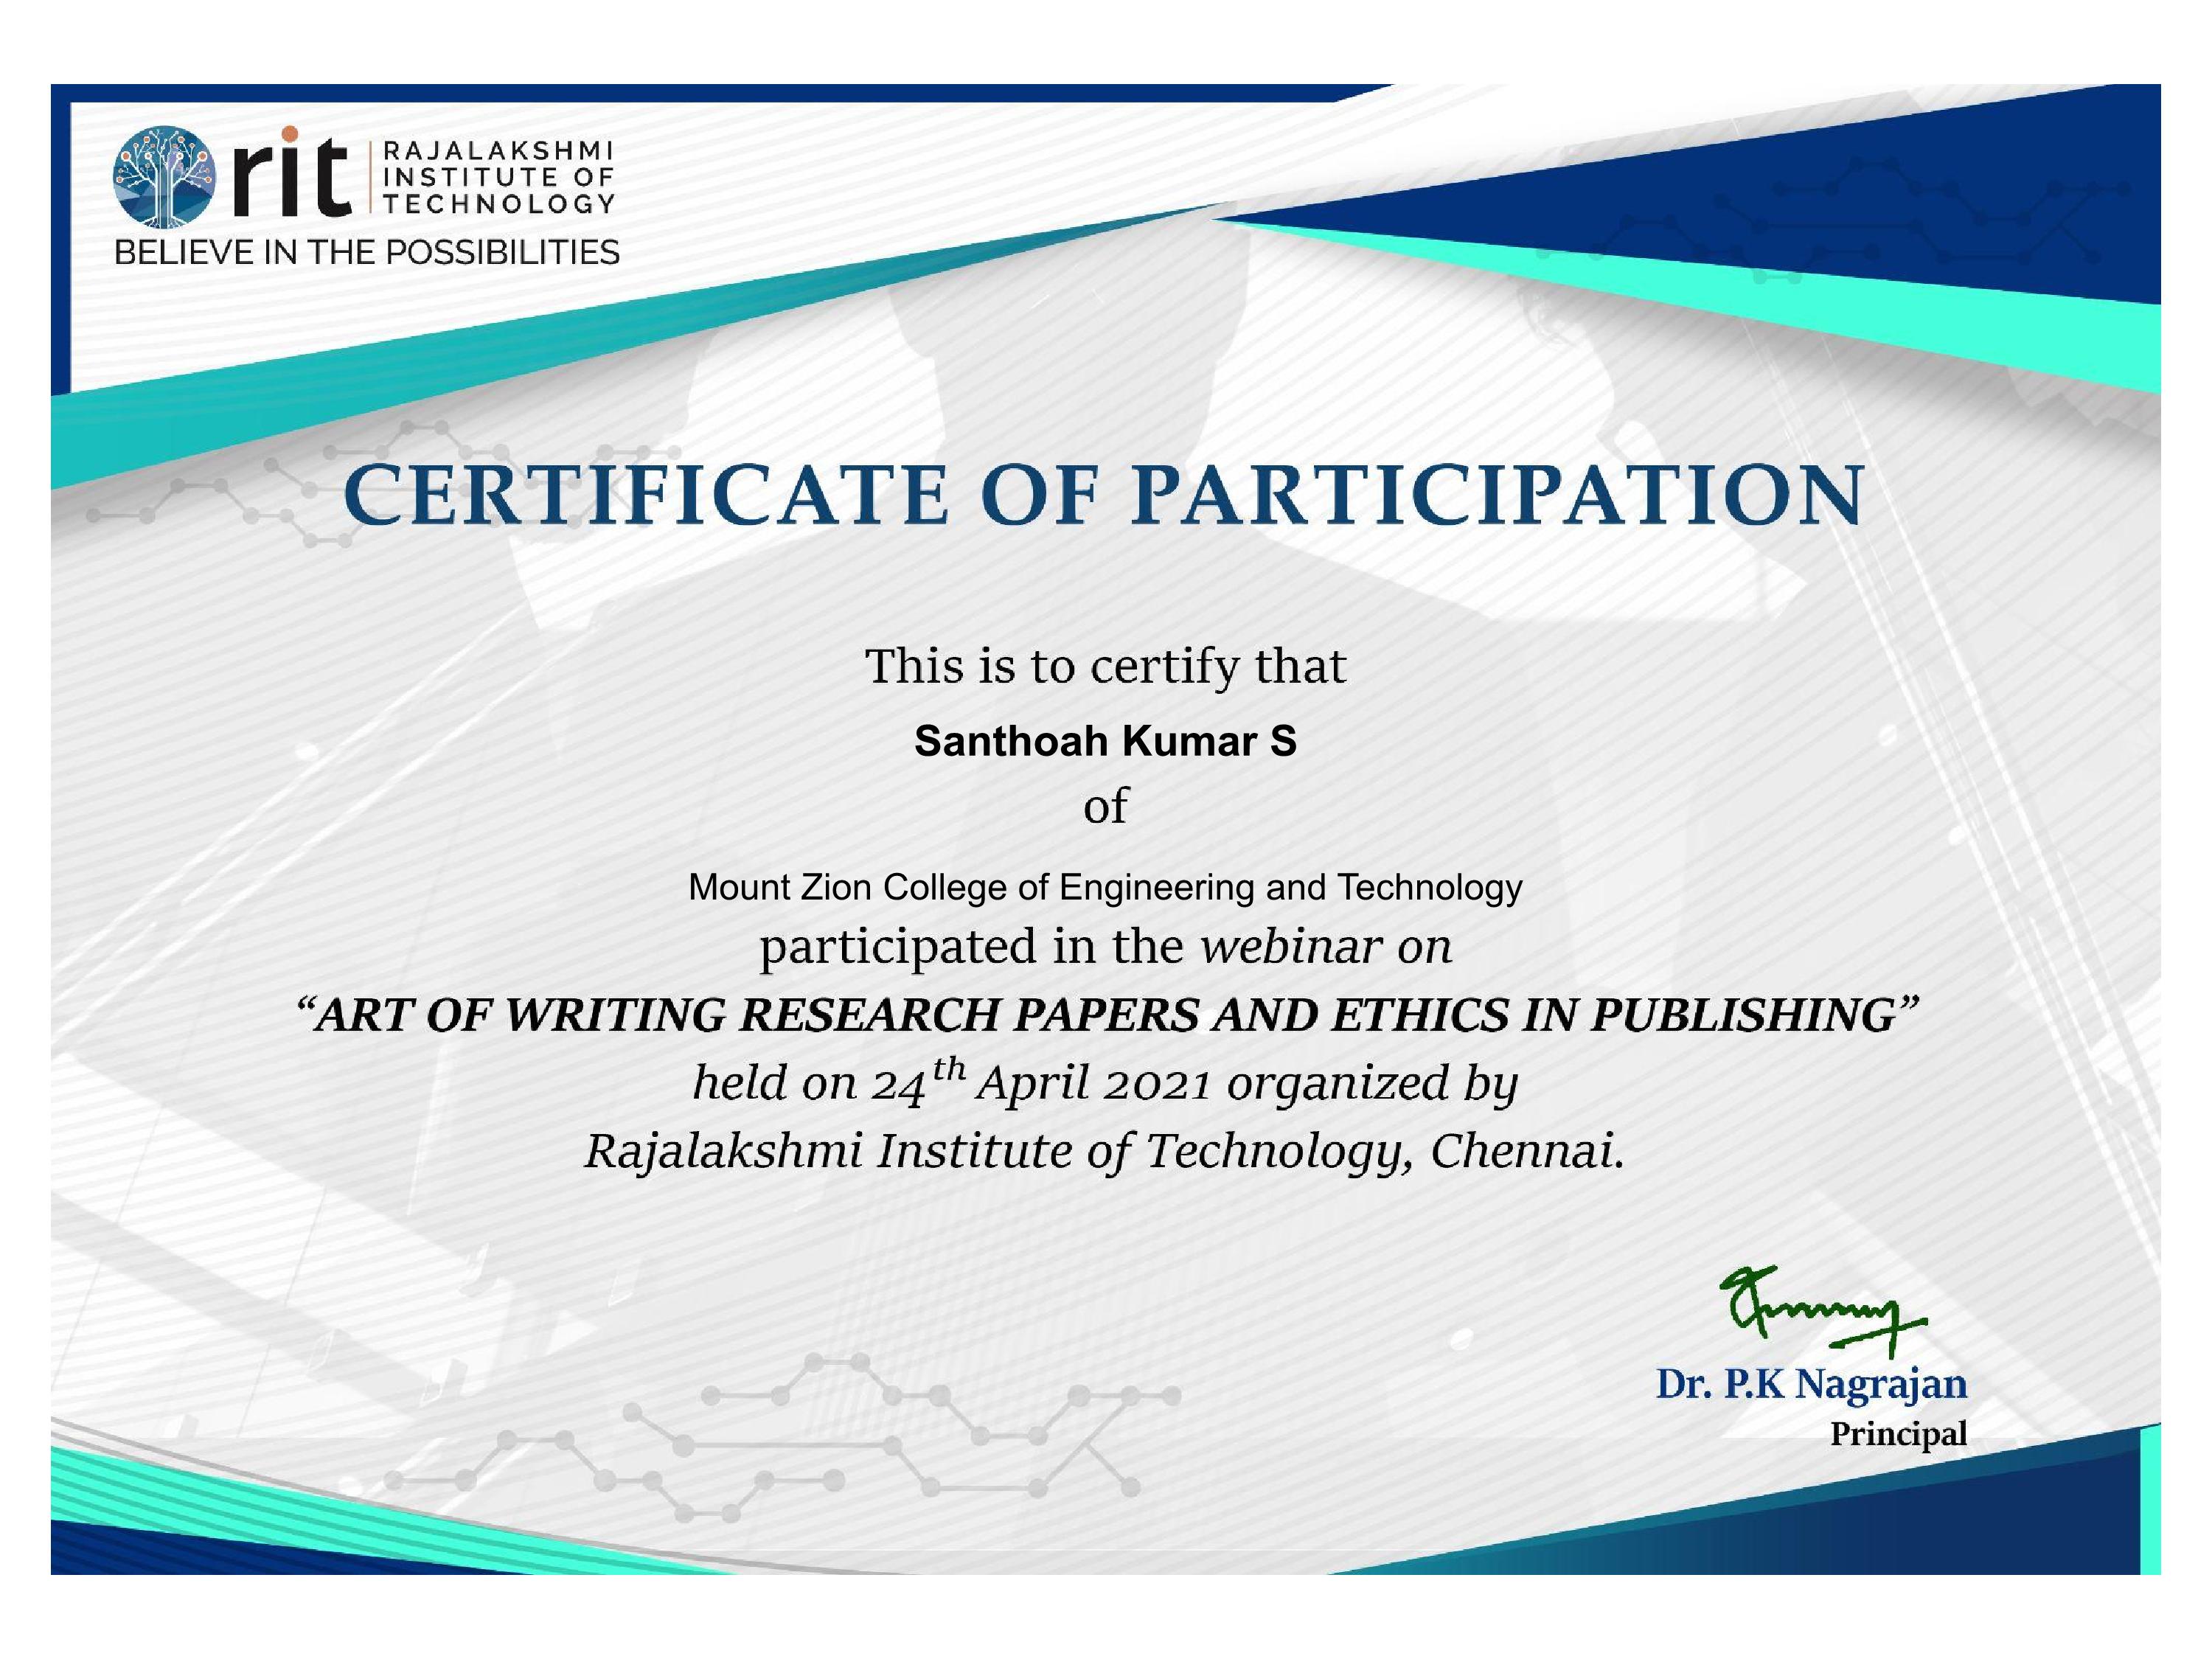 rit
RAJALAKSHMI
INSTITUTE OF
TECHNOLOGY
BELIEVE IN THE POSSIBILITIES
CERTIFICATE OF PARTICIPATION
This is to certify that
Santhoah Kumar S
of
Mount Zion College of Engineering and Technology
participated in the webinar on
“ART OF WRITING RESEARCH PAPERS AND ETHICS IN PUBLISHING”
held on 24th April 2021 organized by
Rajalakshmi Institute of Technology, Chennai.
Dr. P.K Nagrajan
Principal